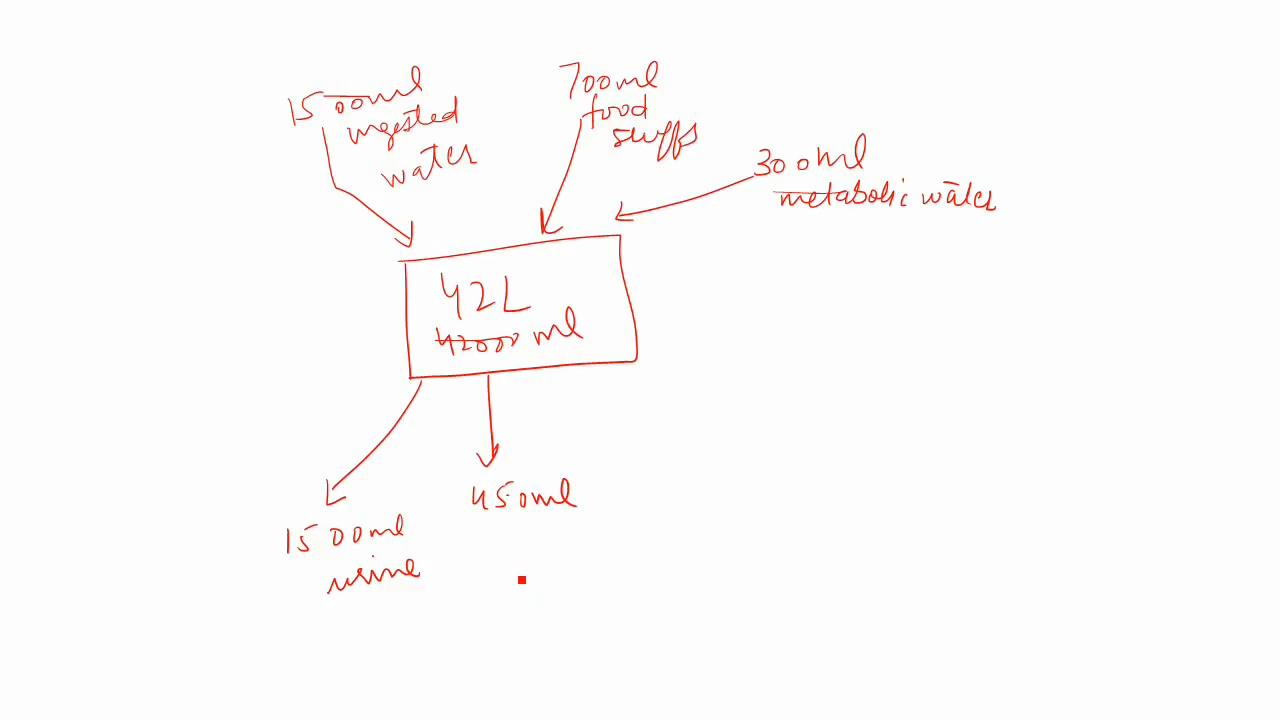 1500ml
ingested
water
700ml
food
stuffs
300ml
metabolic water
42L
42000 ml
1500ml
urine
450ml